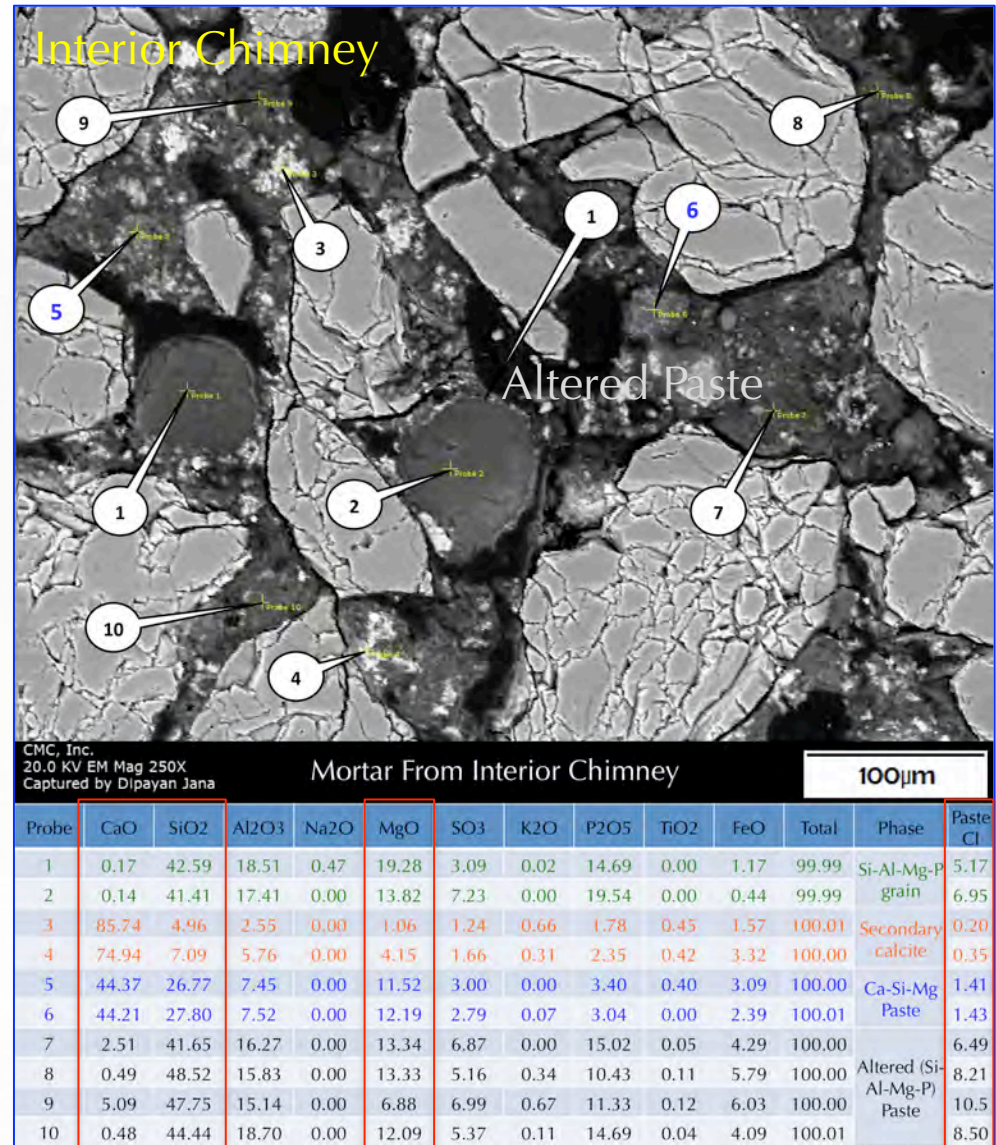 Interior Chimney
9
Probe 9
8
Probe 8
3
1
6
5
Probe 6
Altered Paste
Probe 1
Probe 7
Probe 2
1
2
7
Probe 10
10
4
CMC, Inc.
20.0 KV EM Mag 250X
Captured by Dipayan Jana
Mortar From Interior Chimney
100µm
Probe CaO SiO2 Al2O3 Na2O MgO SO3 K2O P2O5 TiO2 FeO Total Phase Paste Cl
1 0.17 42.59 18.51 0.47 19.28 3.09 0.02 14.69 0.00 1.17 99.99 Si-Al-Mg-P grain 5.17
2 0.14 41.41 17.41 0.00 13.82 7.23 0.00 19.54 0.00 0.44 99.99 6.95
3 85.74 4.96 2.55 0.00 1.06 1.24 0.66 1.78 0.45 1.57 100.01 Secondary calcite 0.20
4 74.94 7.09 5.76 0.00 4.15 1.66 0.31 2.35 0.42 3.32 100.00 0.35
5 44.37 26.77 7.45 0.00 11.52 3.00 0.00 3.40 0.40 3.09 100.00 Ca-Si-Mg Paste 1.41
6 44.21 27.80 7.52 0.00 12.19 2.79 0.07 3.04 0.00 2.39 100.01 1.43
7 2.51 41.65 16.27 0.00 13.34 6.87 0.00 15.02 0.05 4.29 100.00 Altered (Si-Al-Mg-P) Paste 6.49
8 0.49 48.52 15.83 0.00 13.33 5.16 0.34 10.43 0.11 5.79 100.00 8.21
9 5.09 47.75 15.14 0.00 6.88 6.99 0.67 11.33 0.12 6.03 100.00 10.5
10 0.48 44.44 18.70 0.00 12.09 5.37 0.11 14.69 0.04 4.09 100.01 8.50